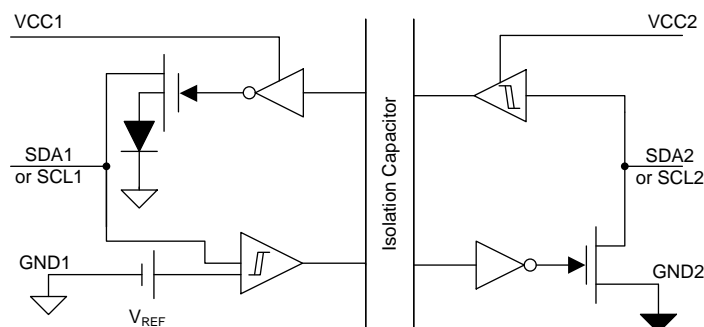 VCC1
VCC2
SDA1
or SCL1
Isolation Capacitor
SDA2
or SCL2
GND1
GND2
VREF